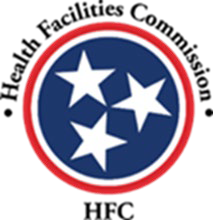 • Health Facilities Commission •
HFC